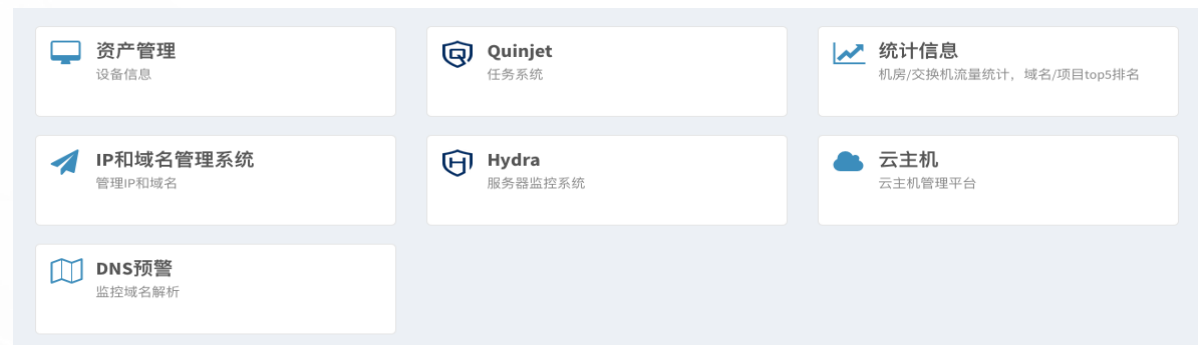 资产管理
设备信息
Quinjet
任务系统
统计信息
机房/交换机流量统计，域名/项目top5排名
IP和域名管理系统
管理IP和域名
Hydra
服务器监控系统
云主机
云主机管理平台
DNS预警
监控域名解析